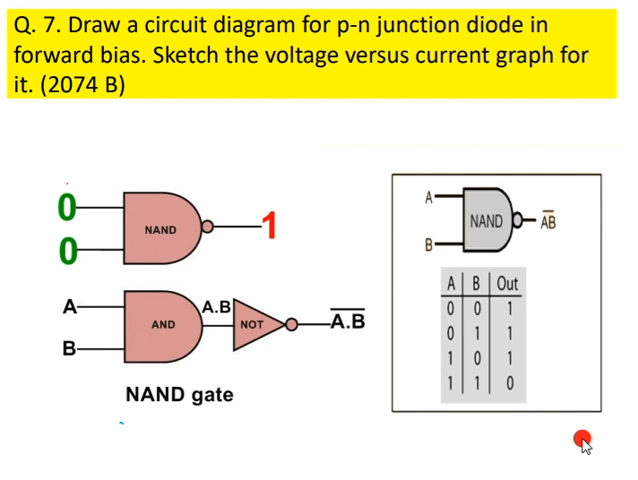 Q. 7. Draw a circuit diagram for p-n junction diode in
forward bias. Sketch the voltage versus current graph for
it. (2074 B)
0
0
NAND
1
A
B
AND
A.B
NOT
A.B
NAND gate
A
B
NAND
AB
A B Out
0 0 1
0 1 1
1 0 1
1 1 0